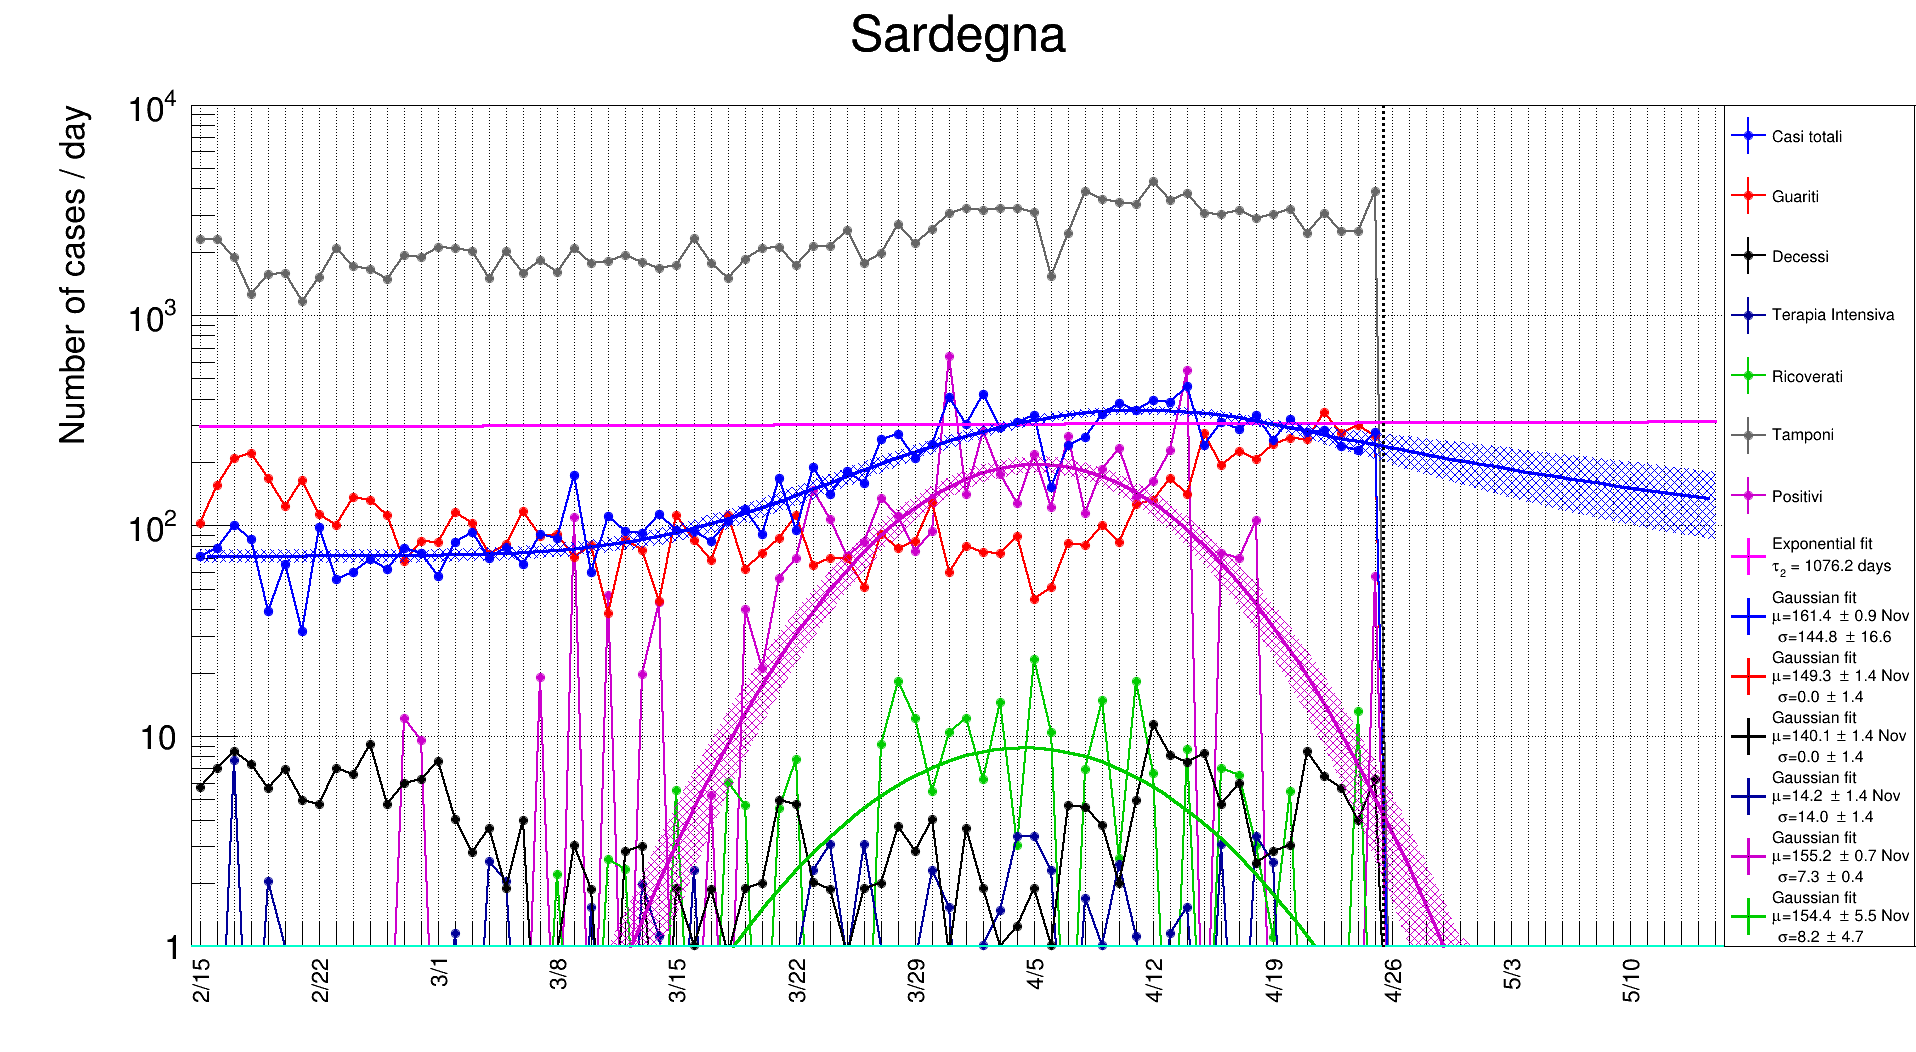 Sardegna
Number of cases / day
10⁴
10³
10²
10
1
2/15
2/22
3/1
3/8
3/15
3/22
3/29
4/5
4/12
4/19
4/26
5/3
5/10
Casi totali
Guariti
Decessi
Terapia Intensiva
Ricoverati
Tamponi
Positivi
Exponential fit
τ₂ = 1076.2 days
Gaussian fit
μ=161.4 ± 0.9 Nov
σ=144.8 ± 16.6
Gaussian fit
μ=149.3 ± 1.4 Nov
σ=0.0 ± 1.4
Gaussian fit
μ=140.1 ± 1.4 Nov
σ=0.0 ± 1.4
Gaussian fit
μ=14.2 ± 1.4 Nov
σ=14.0 ± 1.4
Gaussian fit
μ=155.2 ± 0.7 Nov
σ=7.3 ± 0.4
Gaussian fit
μ=154.4 ± 5.5 Nov
σ=8.2 ± 4.7